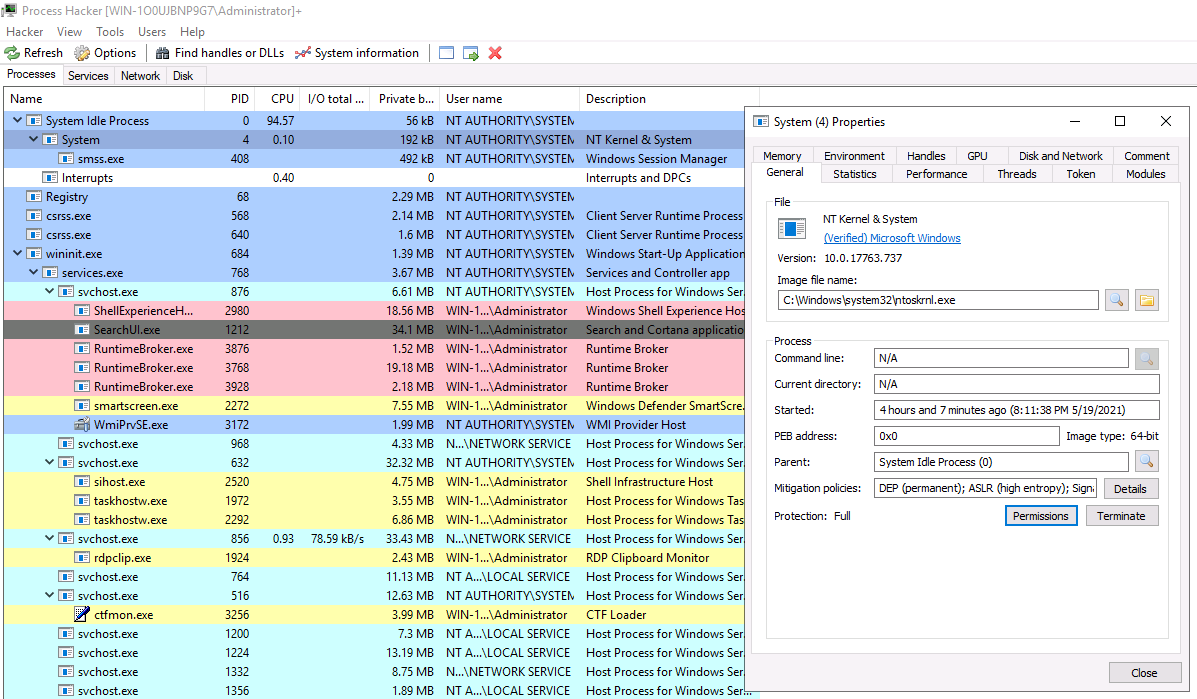 Process Hacker [WIN-1O0UJBNP9G7\Administrator]+
Hacker View Tools Users Help
Refresh Options Find handles or DLLs System information
Processes Services Network Disk
Name PID CPU I/O total ... Private b... User name Description
System Idle Process 0 94.57 56 kB NT AUTHORITY\SYSTEM
System 4 0.10 192 kB NT AUTHORITY\SYSTEM NT Kernel & System
smss.exe 408 492 kB NT AUTHORITY\SYSTEM Windows Session Manager
Interrupts 0.40 0 Interrupts and DPCs
Registry 68 2.29 MB NT AUTHORITY\SYSTEM
csrss.exe 568 2.14 MB NT AUTHORITY\SYSTEM Client Server Runtime Process
csrss.exe 640 1.6 MB NT AUTHORITY\SYSTEM Client Server Runtime Process
wininit.exe 684 1.39 MB NT AUTHORITY\SYSTEM Windows Start-Up Application
services.exe 768 3.67 MB NT AUTHORITY\SYSTEM Services and Controller app
svchost.exe 876 6.61 MB NT AUTHORITY\SYSTEM Host Process for Windows Ser
ShellExperienceH... 2980 18.56 MB WIN-1...\Administrator Windows Shell Experience Hos
SearchUI.exe 1212 34.1 MB WIN-1...\Administrator Search and Cortana applicatio
RuntimeBroker.exe 3876 1.52 MB WIN-1...\Administrator Runtime Broker
RuntimeBroker.exe 3768 19.18 MB WIN-1...\Administrator Runtime Broker
RuntimeBroker.exe 3928 2.18 MB WIN-1...\Administrator Runtime Broker
smartscreen.exe 2272 7.55 MB WIN-1...\Administrator Windows Defender SmartScre.
WmiPrvSE.exe 3172 1.99 MB NT AUTHORITY\SYSTEM WMI Provider Host
svchost.exe 968 4.33 MB N...\NETWORK SERVICE Host Process for Windows Ser
svchost.exe 632 32.32 MB NT AUTHORITY\SYSTEM Host Process for Windows Ser
sihost.exe 2520 4.75 MB WIN-1...\Administrator Shell Infrastructure Host
taskhostw.exe 1972 3.55 MB WIN-1...\Administrator Host Process for Windows Tas
taskhostw.exe 2292 6.86 MB WIN-1...\Administrator Host Process for Windows Tas
svchost.exe 856 0.93 78.59 kB/s 33.43 MB N...\NETWORK SERVICE Host Process for Windows Ser
rdpclip.exe 1924 2.43 MB WIN-1...\Administrator RDP Clipboard Monitor
svchost.exe 764 11.13 MB NT A...\LOCAL SERVICE Host Process for Windows Ser
svchost.exe 516 12.63 MB NT AUTHORITY\SYSTEM Host Process for Windows Ser
ctfmon.exe 3256 3.99 MB WIN-1...\Administrator CTF Loader
svchost.exe 1200 7.3 MB NT A...\LOCAL SERVICE Host Process for Windows Ser
svchost.exe 1224 13.19 MB NT A...\LOCAL SERVICE Host Process for Windows Ser
svchost.exe 1332 8.75 MB N...\NETWORK SERVICE Host Process for Windows Ser
svchost.exe 1356 1.89 MB NT A...\LOCAL SERVICE Host Process for Windows Ser...
System (4) Properties
Memory Environment Handles GPU Disk and Network Comment
General Statistics Performance Threads Token Modules
File
NT Kernel & System
(Verified) Microsoft Windows
Version: 10.0.17763.737
Image file name:
C:\Windows\system32\ntoskrnl.exe
Process
Command line: N/A
Current directory: N/A
Started: 4 hours and 7 minutes ago (8:11:38 PM 5/19/2021)
PEB address: 0x0 Image type: 64-bit
Parent: System Idle Process (0)
Mitigation policies: DEP (permanent); ASLR (high entropy); Sign Details
Protection: Full Permissions Terminate
Close